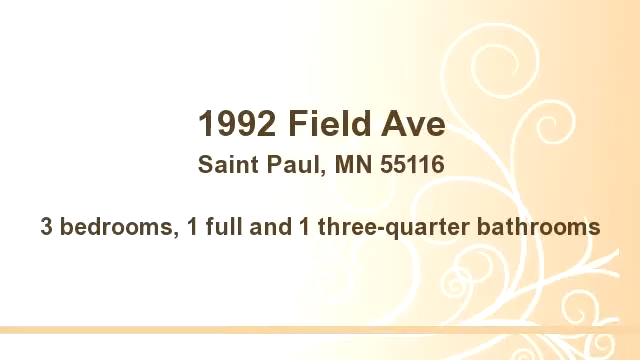 1992 Field Ave
Saint Paul, MN 55116
3 bedrooms, 1 full and 1 three-quarter bathrooms